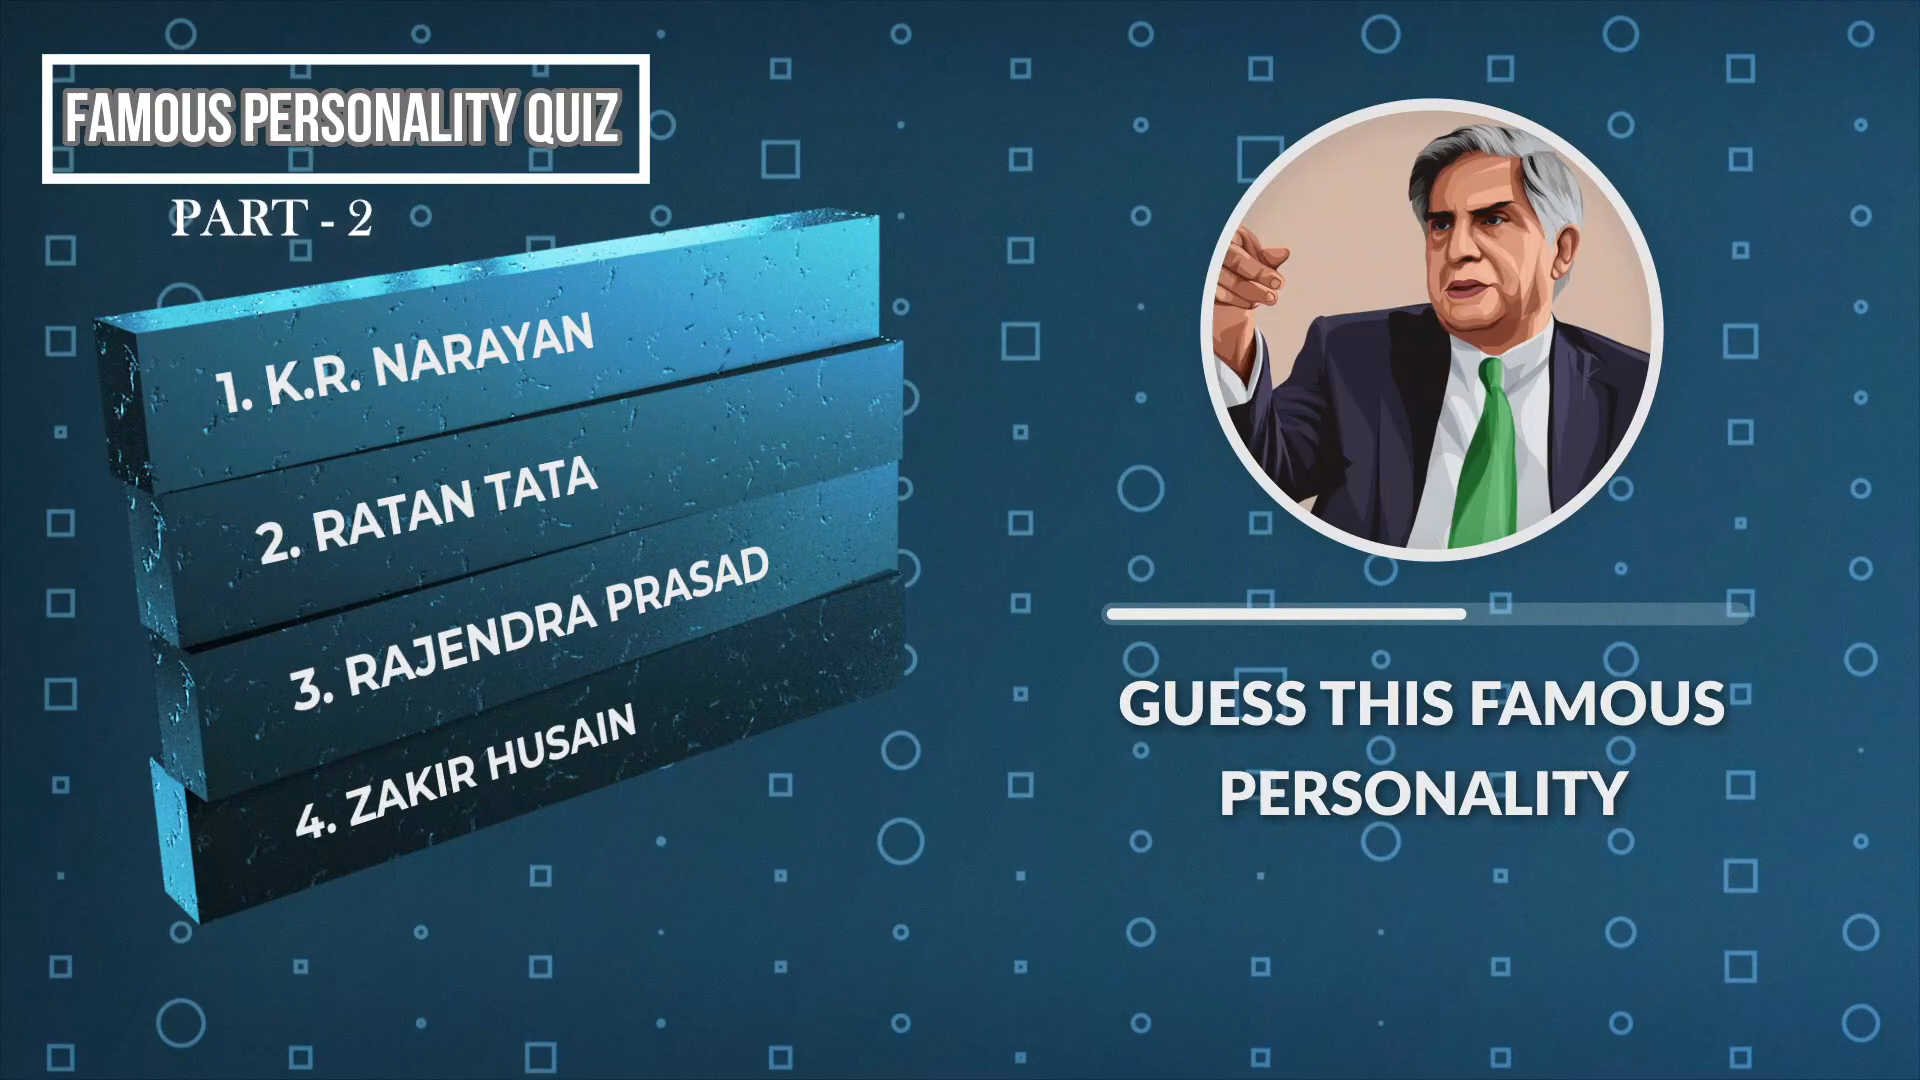 FAMOUS PERSONALITY QUIZ
PART - 2
1. K.R. NARAYAN
2. RATAN TATA
3. RAJENDRA PRASAD
4. ZAKIR HUSAIN
GUESS THIS FAMOUS
PERSONALITY